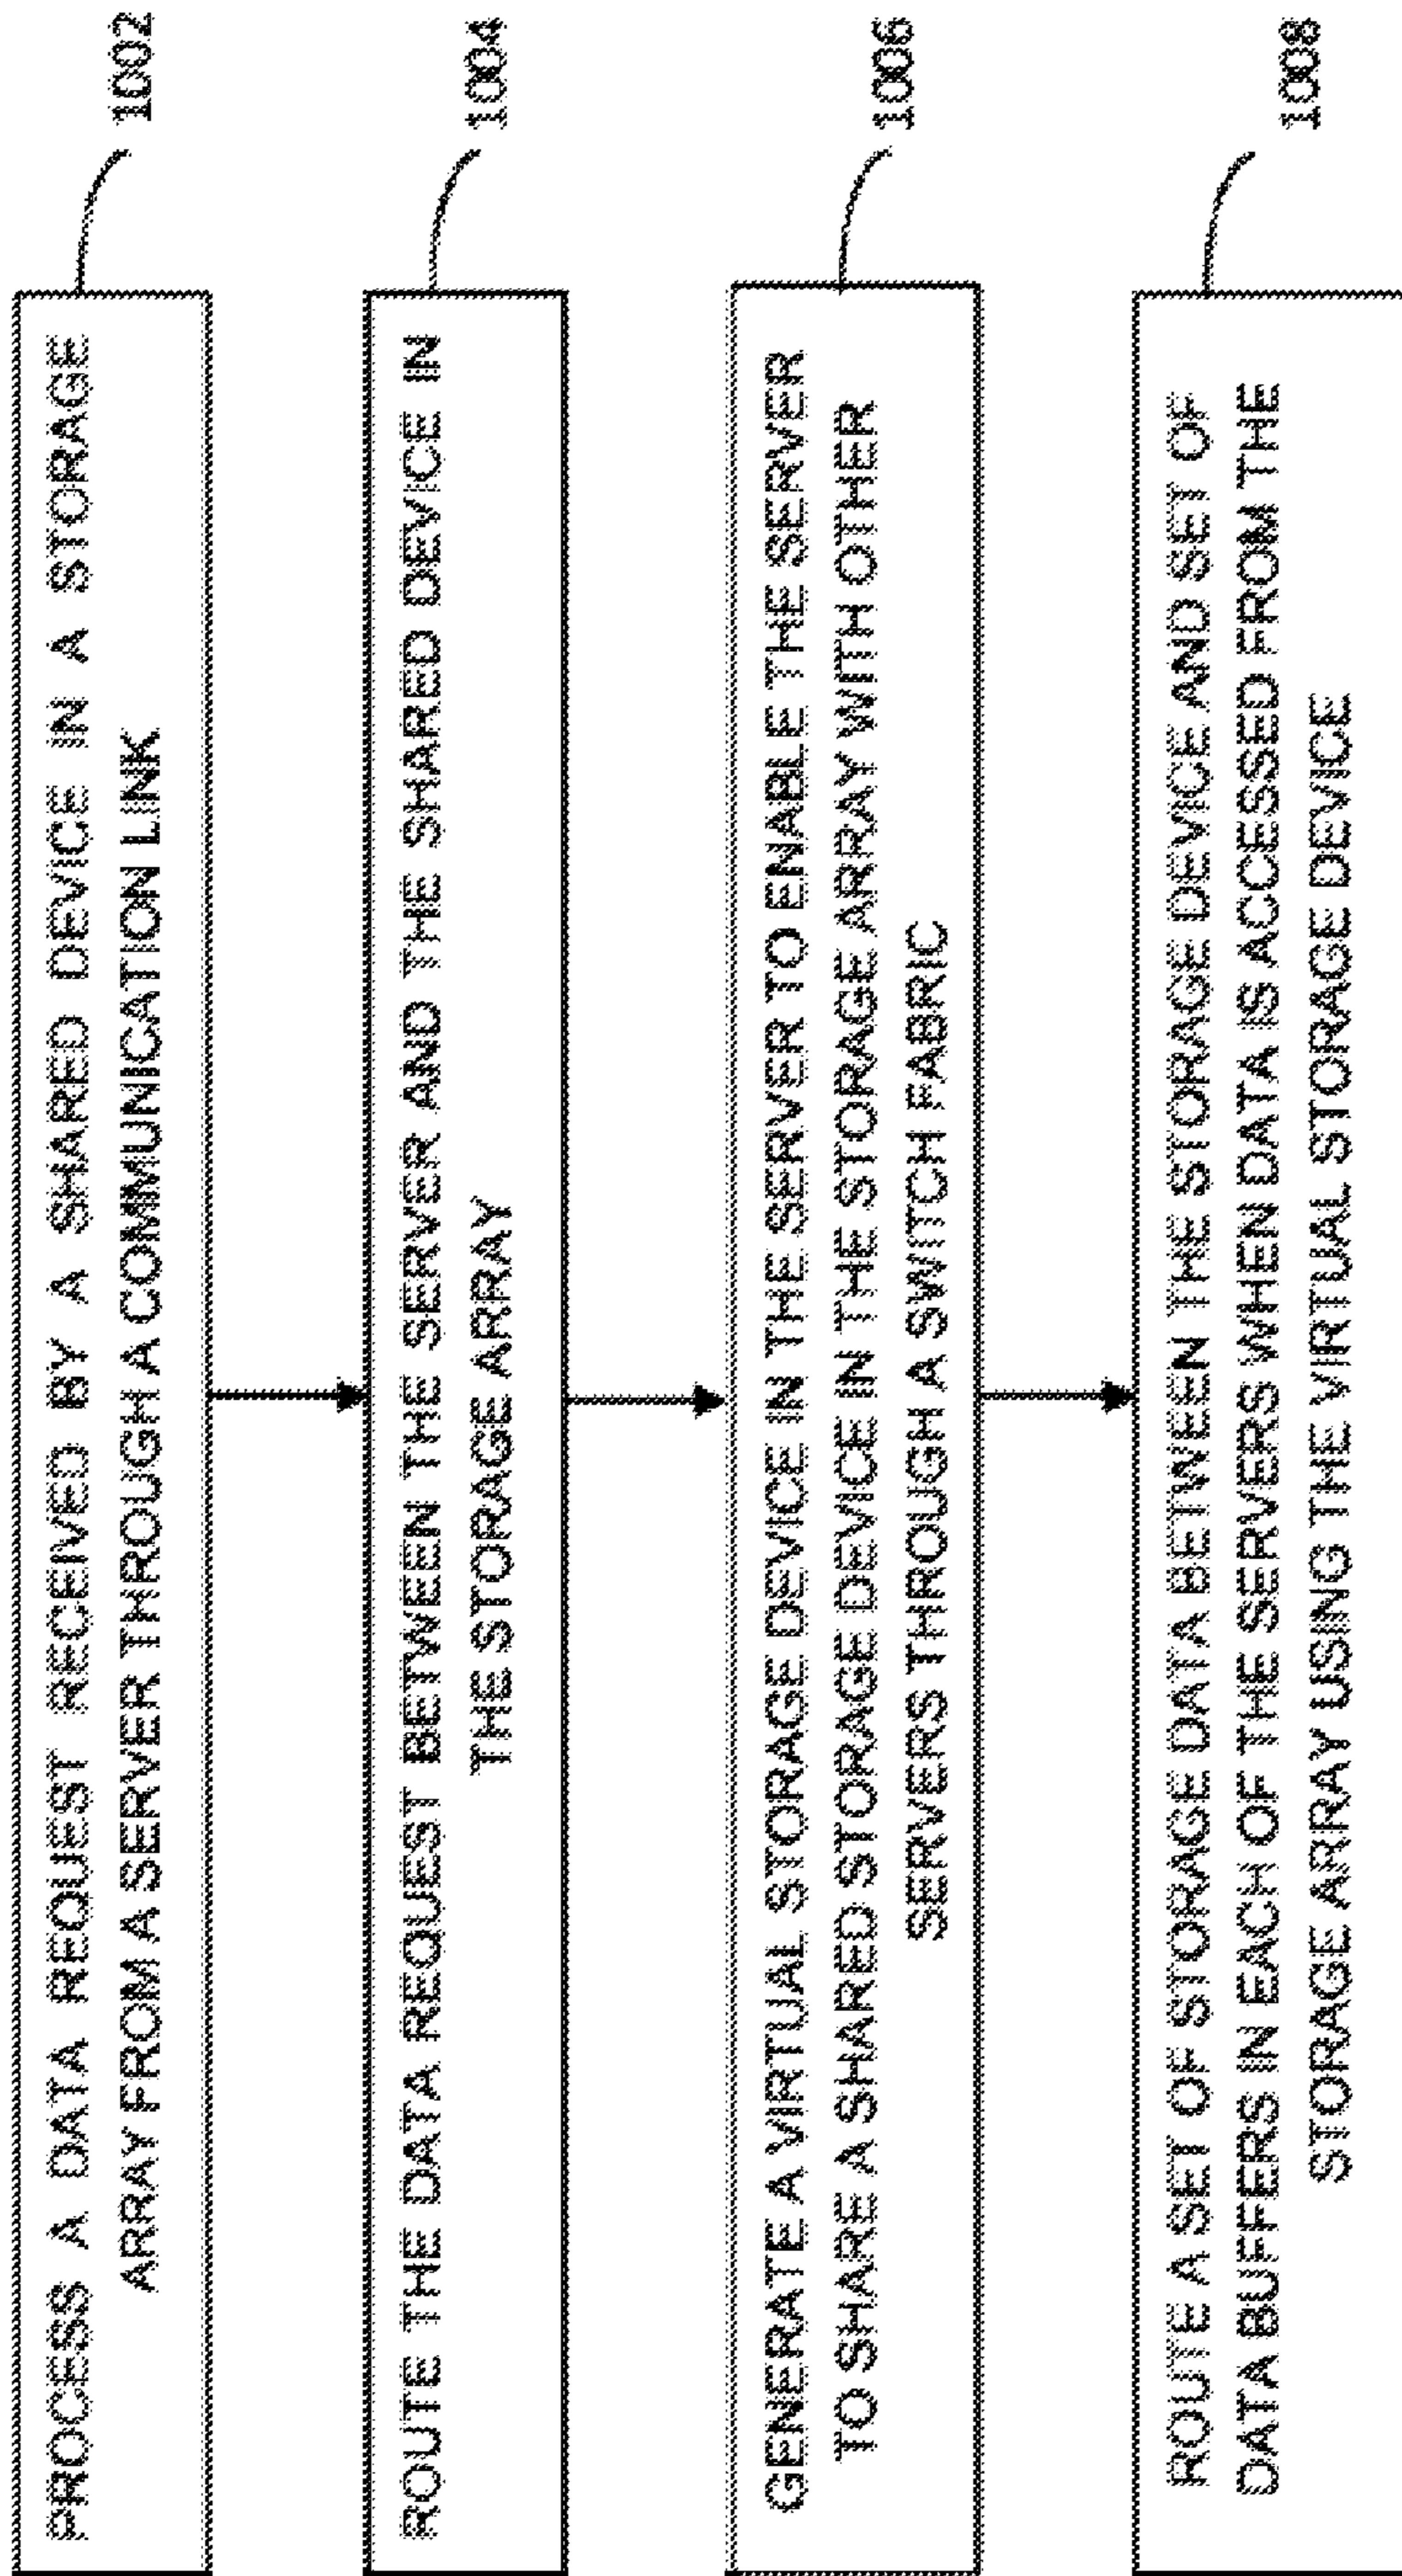 PROCESS A DATA REQUEST RECEIVED BY A SHARED DEVICE IN A STORAGE
ARRAY FROM A SERVER THROUGH A COMMUNICATION LINK
1002
ROUTE THE DATA REQUEST BETWEEN THE SERVER AND THE SHARED DEVICE IN
THE STORAGE ARRAY
1004
GENERATE A VIRTUAL STORAGE DEVICE IN THE SERVER TO ENABLE THE SERVER
TO SHARE A SHARED STORAGE DEVICE IN THE STORAGE ARRAY WITH OTHER
SERVERS THROUGH A SWITCH FABRIC
1006
ROUTE A SET OF STORAGE DATA BETWEEN THE STORAGE DEVICE AND SET OF
DATA BUFFERS IN EACH OF THE SERVERS WHEN DATA IS ACCESSED FROM THE
STORAGE ARRAY USING THE VIRTUAL STORAGE DEVICE
1008